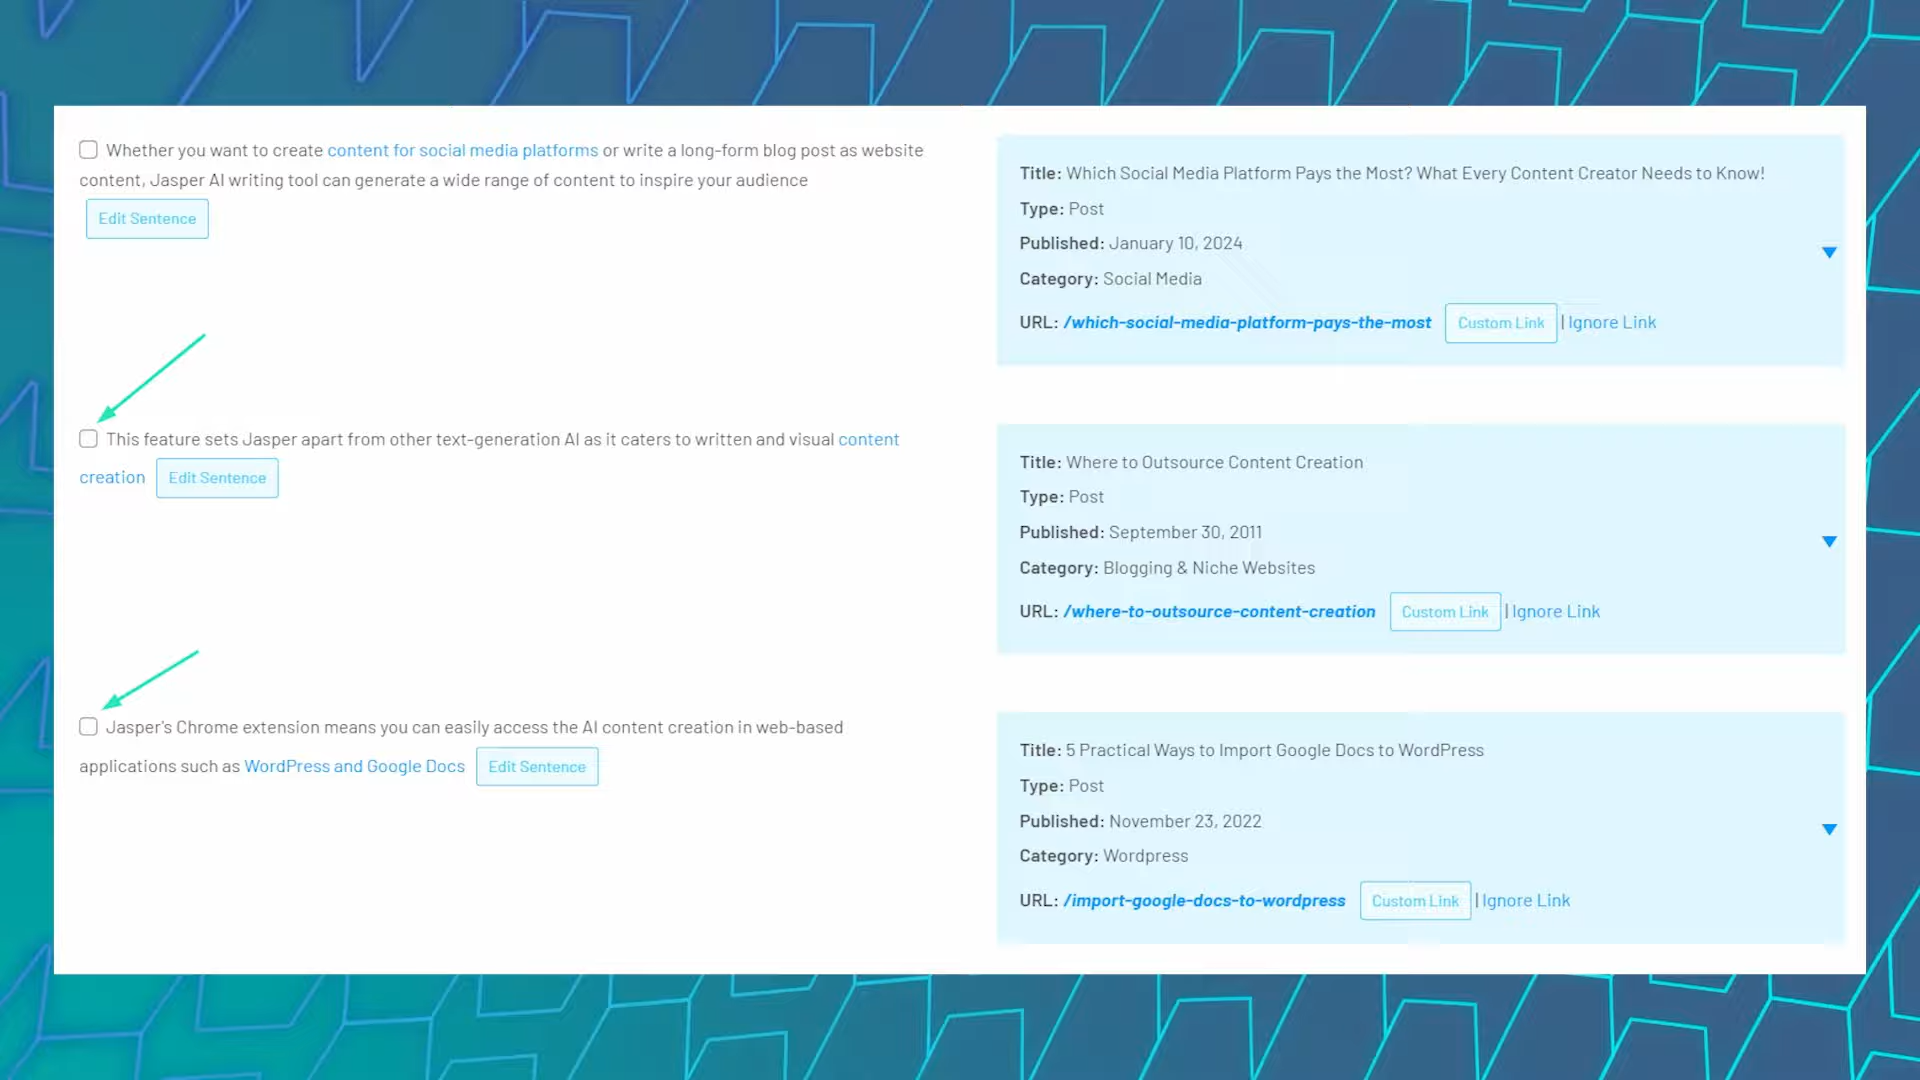 Whether you want to create content for social media platforms or write a long-form blog post as website
content, Jasper AI writing tool can generate a wide range of content to inspire your audience
Edit Sentence
Title: Which Social Media Platform Pays the Most? What Every Content Creator Needs to Know!
Type: Post
Published: January 10, 2024
Category: Social Media
URL: /which-social-media-platform-pays-the-most Custom Link | Ignore Link
This feature sets Jasper apart from other text-generation AI as it caters to written and visual content
creation Edit Sentence
Title: Where to Outsource Content Creation
Type: Post
Published: September 30, 2011
Category: Blogging & Niche Websites
URL: /where-to-outsource-content-creation Custom Link | Ignore Link
Jasper's Chrome extension means you can easily access the AI content creation in web-based
applications such as WordPress and Google Docs Edit Sentence
Title: 5 Practical Ways to Import Google Docs to WordPress
Type: Post
Published: November 23, 2022
Category: Wordpress
URL: /import-google-docs-to-wordpress Custom Link | Ignore Link